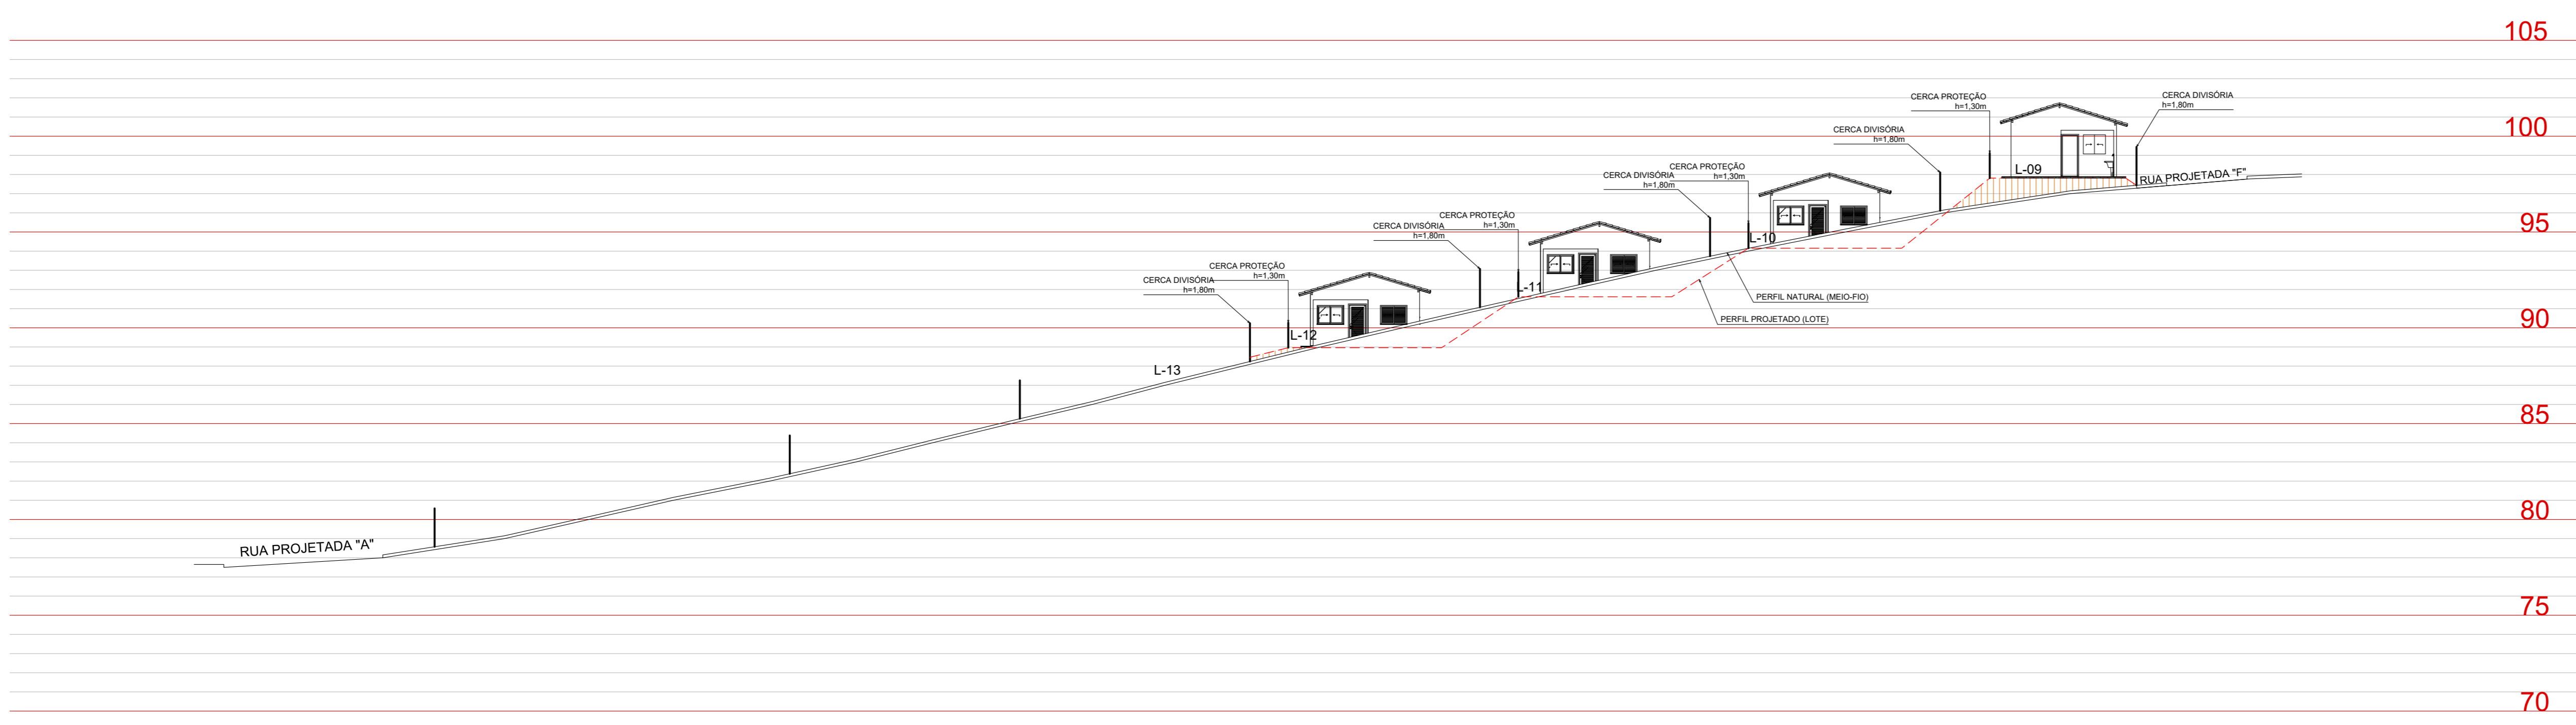 105
CERCA PROTEÇÃO
h=1,30m
CERCA DIVISÓRIA
h=1,80m
100
CERCA DIVISÓRIA
h=1,80m
L-09
RUA PROJETADA "F"
CERCA PROTEÇÃO
h=1,30m
CERCA DIVISÓRIA
h=1,80m
95
CERCA PROTEÇÃO
h=1,30m
CERCA DIVISÓRIA
h=1,80m
L-10
CERCA PROTEÇÃO
h=1,30m
CERCA DIVISÓRIA
h=1,80m
L-11
PERFIL NATURAL (MEIO-FIO)
PERFIL PROJETADO (LOTE)
90
L-12
L-13
85
80
RUA PROJETADA "A"
75
70